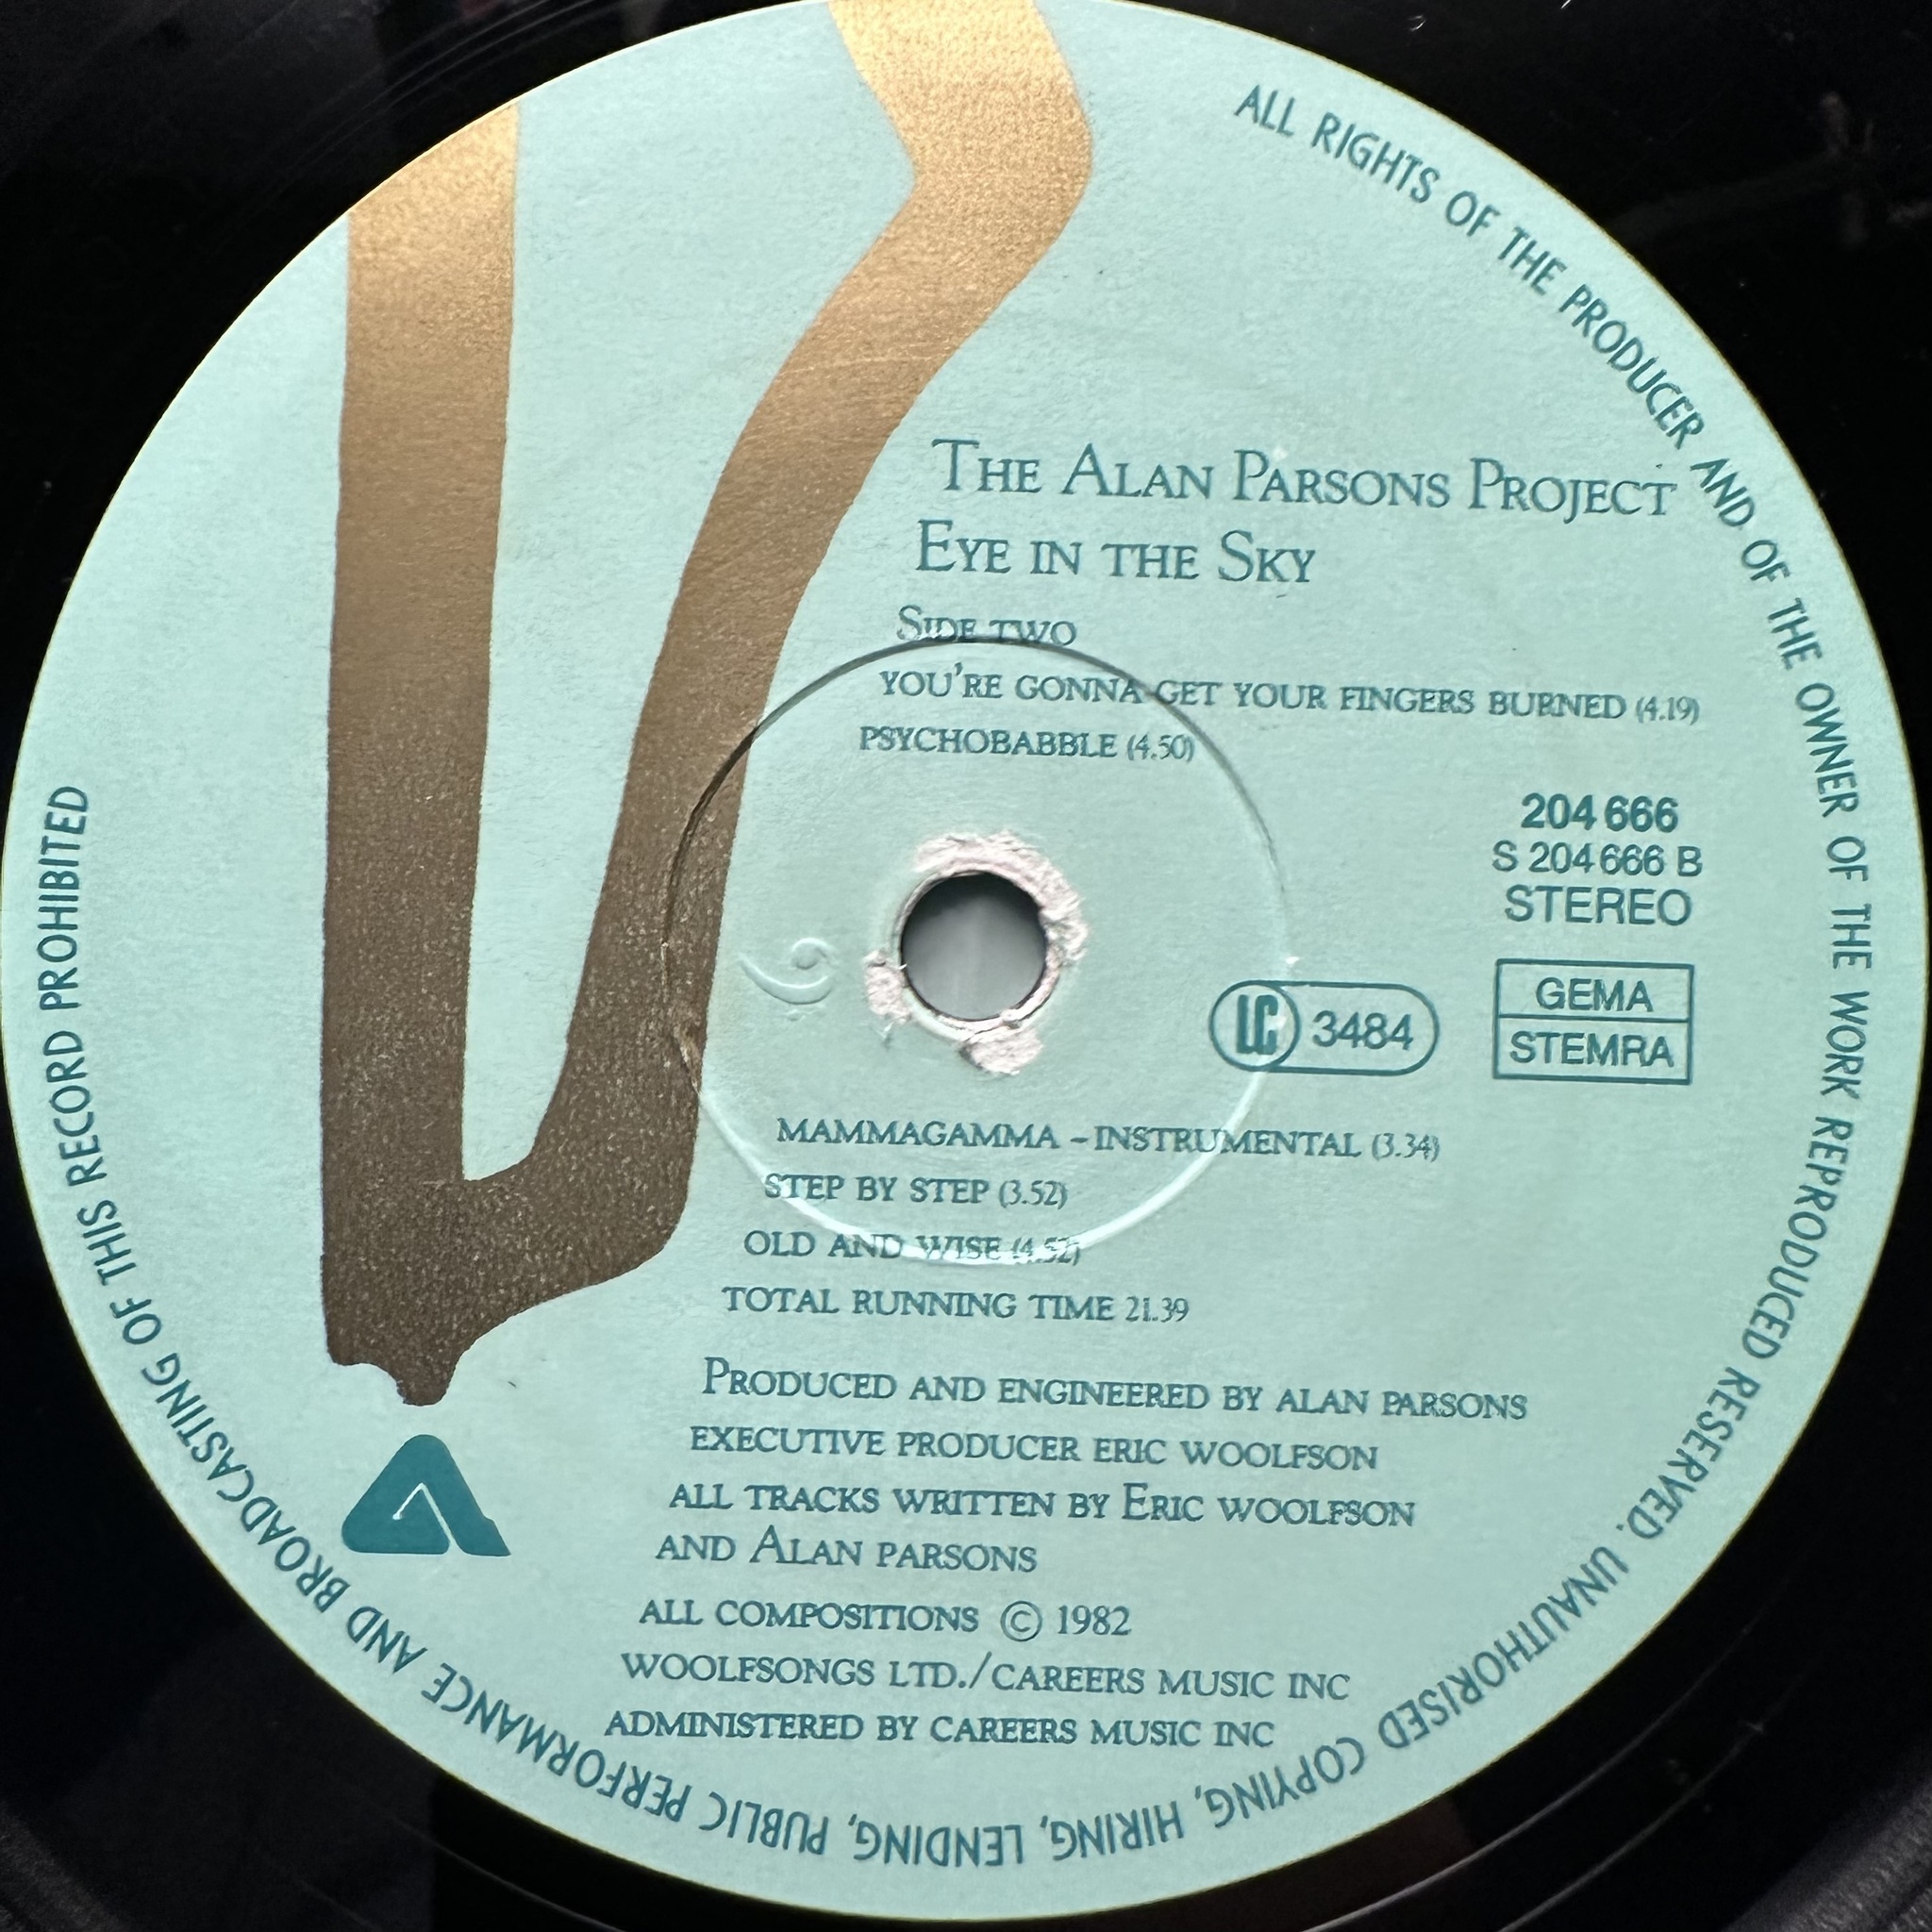 THE ALAN PARSONS PROJECT
EYE IN THE SKY
SIDE TWO
YOU'RE GONNA GET YOUR FINGERS BURNED (4.19)
PSYCHOBABBLE (4.50)
204 666
S 204 666 B
STEREO
LC 3484
GEMA
STEMRA
MAMMAGAMMA – INSTRUMENTAL (3.34)
STEP BY STEP (3.52)
OLD AND WISE (4.52)
TOTAL RUNNING TIME 21.39
PRODUCED AND ENGINEERED BY ALAN PARSONS
EXECUTIVE PRODUCER ERIC WOOLFSON
ALL TRACKS WRITTEN BY ERIC WOOLFSON
AND ALAN PARSONS
ALL COMPOSITIONS © 1982
WOOLFSONGS LTD./CAREERS MUSIC INC
ADMINISTERED BY CAREERS MUSIC INC
ALL RIGHTS OF THE PRODUCER AND OF THE OWNER OF THE WORK REPRODUCED RESERVED. UNAUTHORISED COPYING, HIRING, LENDING, PUBLIC PERFORMANCE AND BROADCASTING OF THIS RECORD PROHIBITED